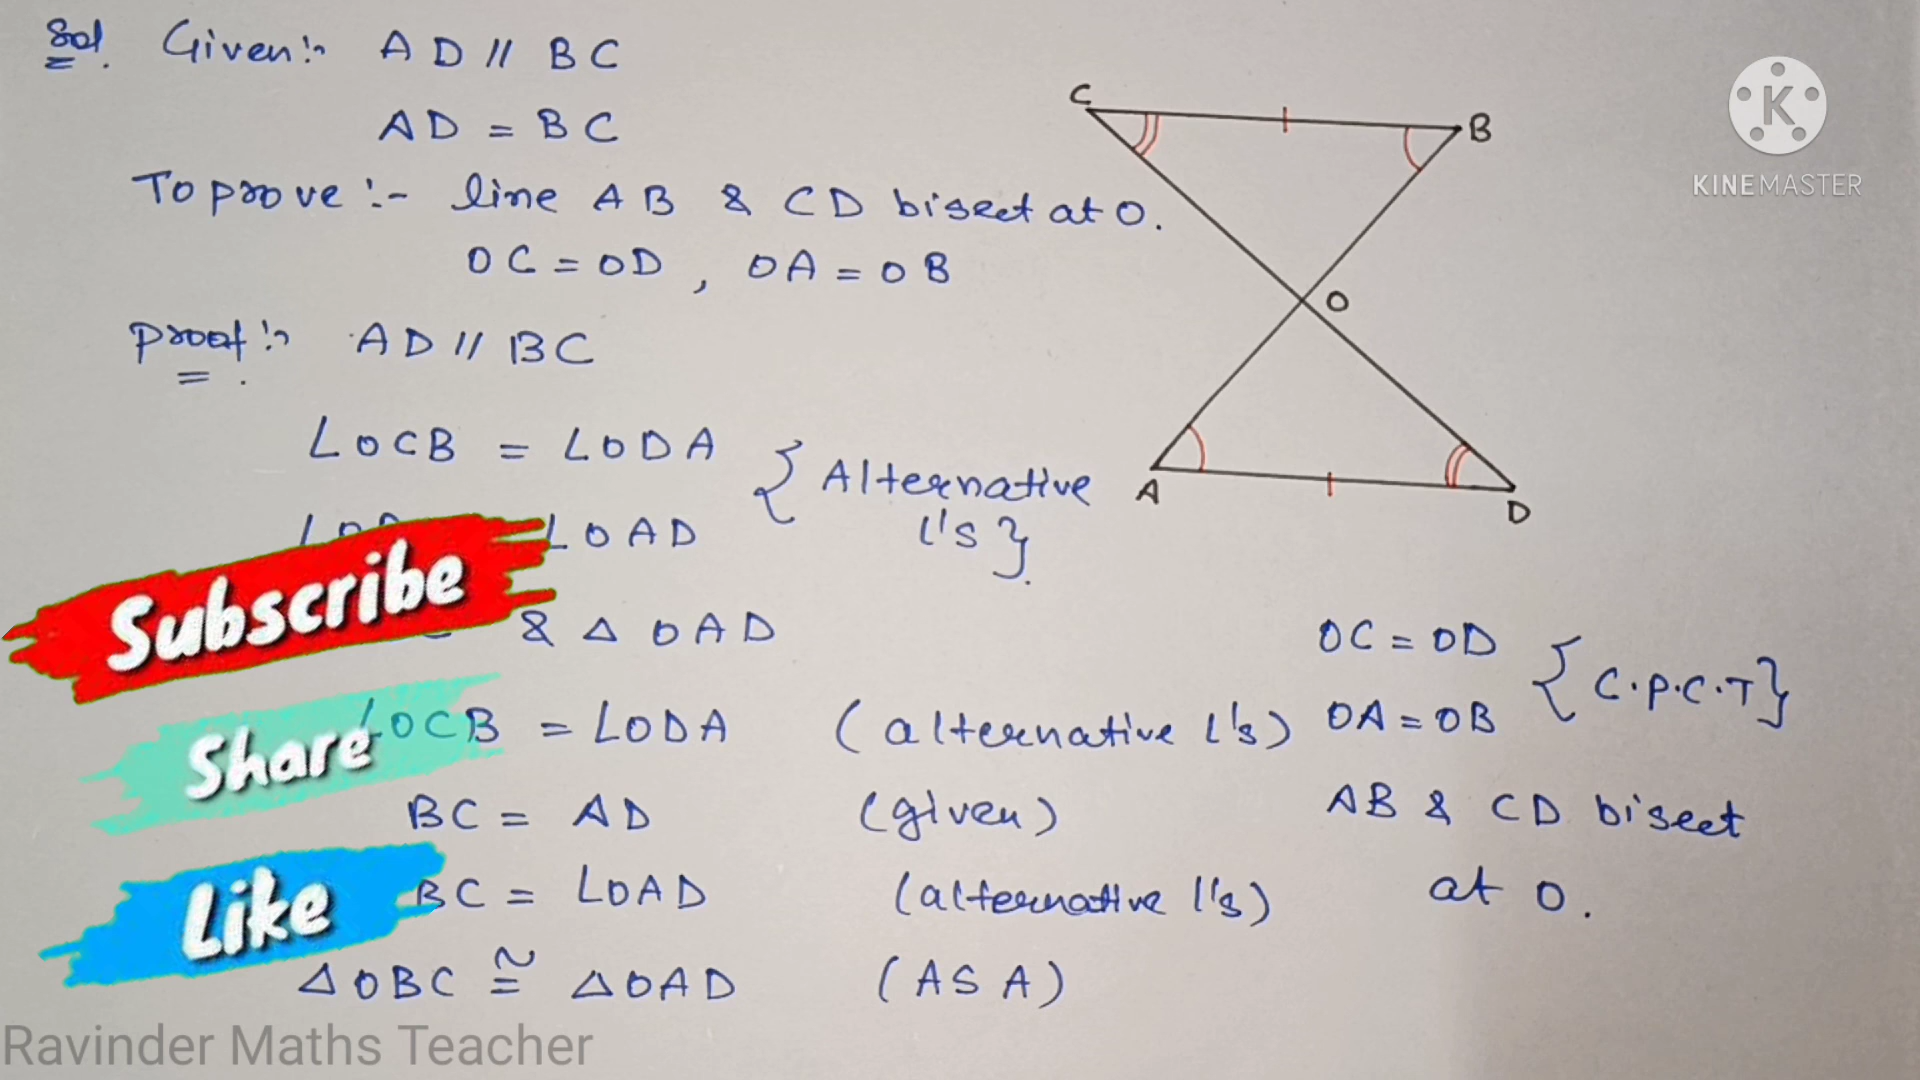 Sol. Given:- AD // BC
AD = BC
To prove :- line AB & CD bisect at O.
OC = OD , OA = OB
Proof :- AD // BC
∠OCB = ∠ODA
{ Alternative
∠'s }.
∠OAD
& △ OAD
∠OCB = ∠ODA (alternative ∠'s)
BC = AD (given)
BC = ∠OAD (alternative ∠'s)
△OBC ≅ △OAD (ASA)
OC = OD
{ C.P.C.T }
OA = OB
AB & CD bisect
at O.
C
B
O
A
D
K
KINEMASTER
Subscribe
Share
Like
Ravinder Maths Teacher